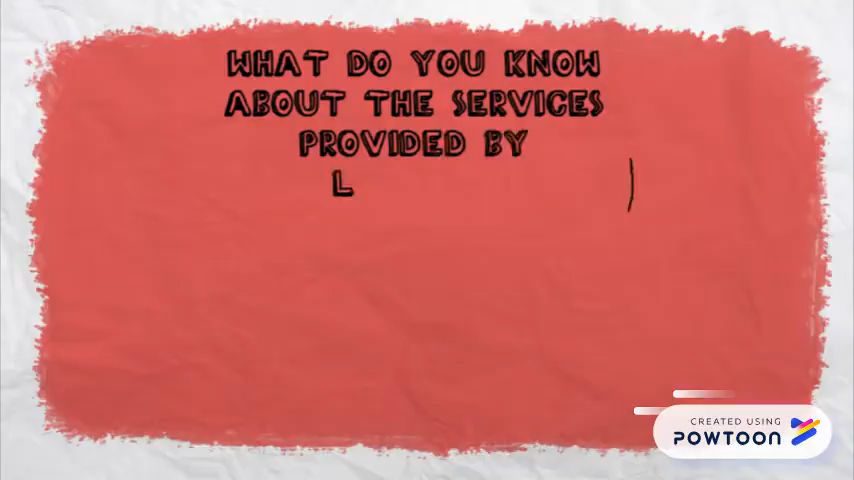 WHAT DO YOU KNOW
ABOUT THE SERVICES
PROVIDED BY
L
CREATED USING
POWTOON